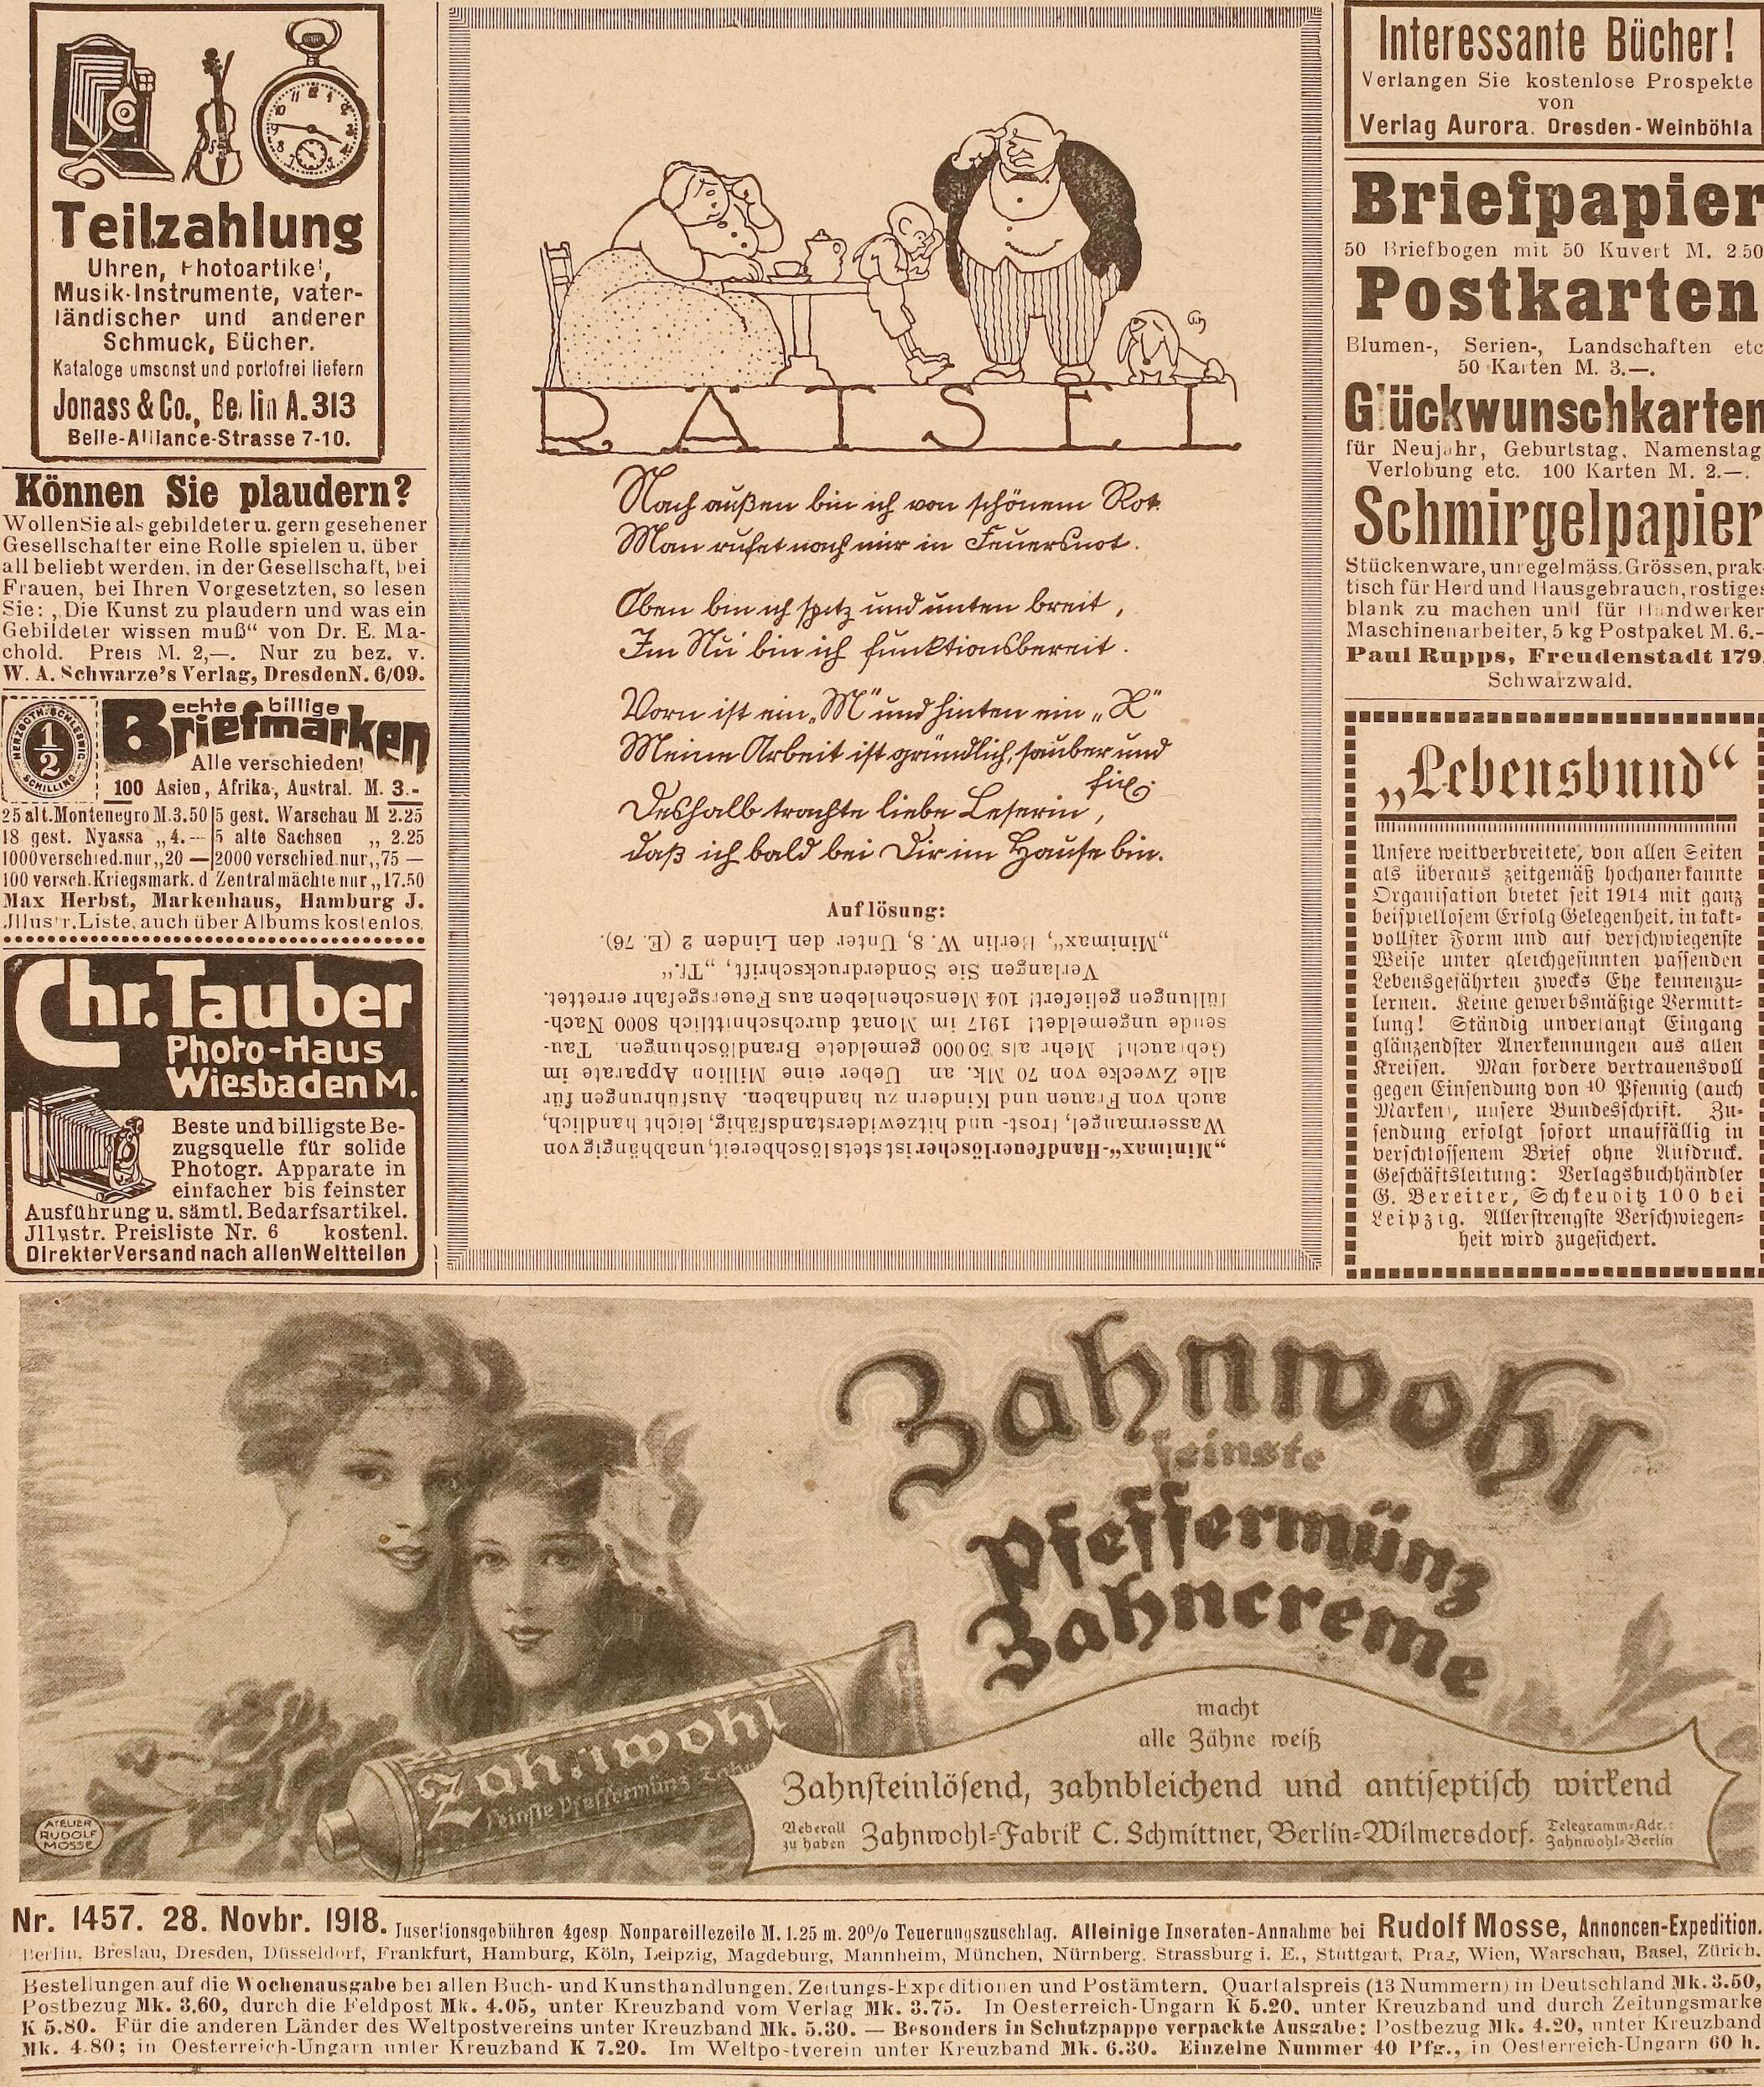 Teilzahlung
Uhren, Photoartikel,
Musik-Instrumente, vater-
ländischer und anderer
Schmuck, Bücher.
Kataloge umsonst und portofrei liefern
Jonass & Co., Berlin A. 313
Belle-Alliance-Strasse 7-10.
Können Sie plaudern?
Wollen Sie als gebildeter u. gern gesehener
Gesellschafter eine Rolle spielen u. über
all beliebt werden, in der Gesellschaft, bei
Frauen, bei Ihren Vorgesetzten, so lesen
Sie: „Die Kunst zu plaudern und was ein
Gebildeter wissen muß“ von Dr. E. Ma-
chold. Preis M. 2,—. Nur zu bez. v.
W. A. Schwarze's Verlag, Dresden N. 6/09.
HERZOGTH. SCHLESWIG
1/2
SCHILLING
echte billige
Briefmarken
Alle verschieden!
100 Asien, Afrika, Austral. M. 3.-
25 alt. Montenegro M. 3.50 | 5 gest. Warschau M 2.25
18 gest. Nyassa „ 4.-- | 5 alte Sachsen „ 2.25
1000 verschied. nur „ 20 — | 2000 verschied. nur „ 75 —
100 versch. Kriegsmark. d Zentralmächte nur „ 17.50
Max Herbst, Markenhaus, Hamburg J.
Jllustr. Liste, auch über Albums kostenlos.
Chr. Tauber
Photo-Haus
Wiesbaden M.
Beste und billigste Be-
zugsquelle für solide
Photogr. Apparate in
einfacher bis feinster
Ausführung u. sämtl. Bedarfsartikel.
Jllustr. Preisliste Nr. 6 kostenl.
Direkter Versand nach allen Weltteilen
RÄTSEL
Nach außen bin ich von schönem Rot.
Man rufet nach mir in Feuersnot.
Oben bin ich spitz und unten breit,
Im Nu bin ich funktionsbereit.
Vorn ist ein „M“ und hinten ein „X“
Meine Arbeit ist gründlich, sauber und
fix;
Deshalb trachte liebe Leserin,
daß ich bald bei Dir im Hause bin.
Auflösung:
„Minimax“-Handfeuerlöscher ist stets löschbereit, unabhängig von
Wassermangel, frost- und hitzewiderstandsfähig, leicht handlich,
auch von Frauen und Kindern zu handhaben. Ausführungen für
alle Zwecke von 70 Mk. an Ueber eine Million Apparate im
Gebrauch! Mehr als 50000 gemeldete Brandlöschungen. Tau-
sende ungemeldet! 1917 im Monat durchschnittlich 8000 Nach-
füllungen geliefert! 104 Menschenleben aus Feuersgefahr errettet.
Verlangen Sie Sonderdruckschrift, „Tf.“
„Minimax“, Berlin W. 8, Unter den Linden 2 (E. 76).
Interessante Bücher!
Verlangen Sie kostenlose Prospekte
von
Verlag Aurora. Dresden-Weinböhla
Briefpapier
50 Briefbogen mit 50 Kuvert M. 2.50
Postkarten
Blumen-, Serien-, Landschaften etc
50 Karten M. 3.—.
Glückwunschkarten
für Neujahr, Geburtstag, Namenstag
Verlobung etc. 100 Karten M. 2.—.
Schmirgelpapier
Stückenware, unregelmäss. Grössen, prak-
tisch für Herd und Hausgebrauch, rostiges
blank zu machen und für Handwerker
Maschinenarbeiter, 5 kg Postpaket M. 6.-
Paul Rupps, Freudenstadt 179
Schwarzwald.
„Lebensbund“
Unsere weitverbreitete, von allen Seiten
als überaus zeitgemäß hochanerkannte
Organisation bietet seit 1914 mit ganz
beispiellosem Erfolg Gelegenheit, in takt-
vollster Form und auf verschwiegenste
Weise unter gleichgesinnten passenden
Lebensgefährten zwecks Ehe kennenzu-
lernen. Keine gewerbsmäßige Vermitt-
lung! Ständig unverlangt Eingang
glänzendster Anerkennungen aus allen
Kreisen. Man fordere vertrauensvoll
gegen Einsendung von 40 Pfennig (auch
Marken), unsere Bundesschrift. Zu-
sendung erfolgt sofort unauffällig in
verschlossenem Brief ohne Aufdruck.
Geschäftsleitung: Verlagsbuchhändler
G. Bereiter, Schkeuditz 100 bei
Leipzig. Allerstrengste Verschwiegen-
heit wird zugesichert.
Zahnwohl
feinste
Pfeffermünz
Zahncreme
macht
alle Zähne weiß
Zahnsteinlösend, zahnbleichend und antiseptisch wirkend
Ueberall zu haben Zahnwohl-Fabrik C. Schmittner, Berlin-Wilmersdorf. Telegramm-Adr.: Zahnwohl-Berlin
Zahnwohl
feinste Pfeffermünz Zahn
ATELIER
RUDOLF
MOSSE
Nr. 1457. 28. Novbr. 1918. Insertionsgebühren 4gesp. Nonpareillezeile M. 1.25 m. 20% Teuerungszuschlag. Alleinige Inseraten-Annahme bei Rudolf Mosse, Annoncen-Expedition.
Berlin, Breslau, Dresden, Düsseldorf, Frankfurt, Hamburg, Köln, Leipzig, Magdeburg, Mannheim, München, Nürnberg, Strassburg i. E., Stuttgart, Prag, Wien, Warschau, Basel, Zürich.
Bestellungen auf die Wochenausgabe bei allen Buch- und Kunsthandlungen, Zeitungs-Expeditionen und Postämtern. Quartalspreis (13 Nummern) in Deutschland Mk. 3.50,
Postbezug Mk. 3.60, durch die Feldpost Mk. 4.05, unter Kreuzband vom Verlag Mk. 3.75. In Oesterreich-Ungarn K 5.20, unter Kreuzband und durch Zeitungsmarke
K 5.80. Für die anderen Länder des Weltpostvereins unter Kreuzband Mk. 5.30. — Besonders in Schutzpappe verpackte Ausgabe: Postbezug Mk. 4.20, unter Kreuzband
Mk. 4.80; in Oesterreich-Ungarn unter Kreuzband K 7.20. Im Weltpostverein unter Kreuzband Mk. 6.30. Einzelne Nummer 40 Pfg., in Oesterreich-Ungarn 60 h.